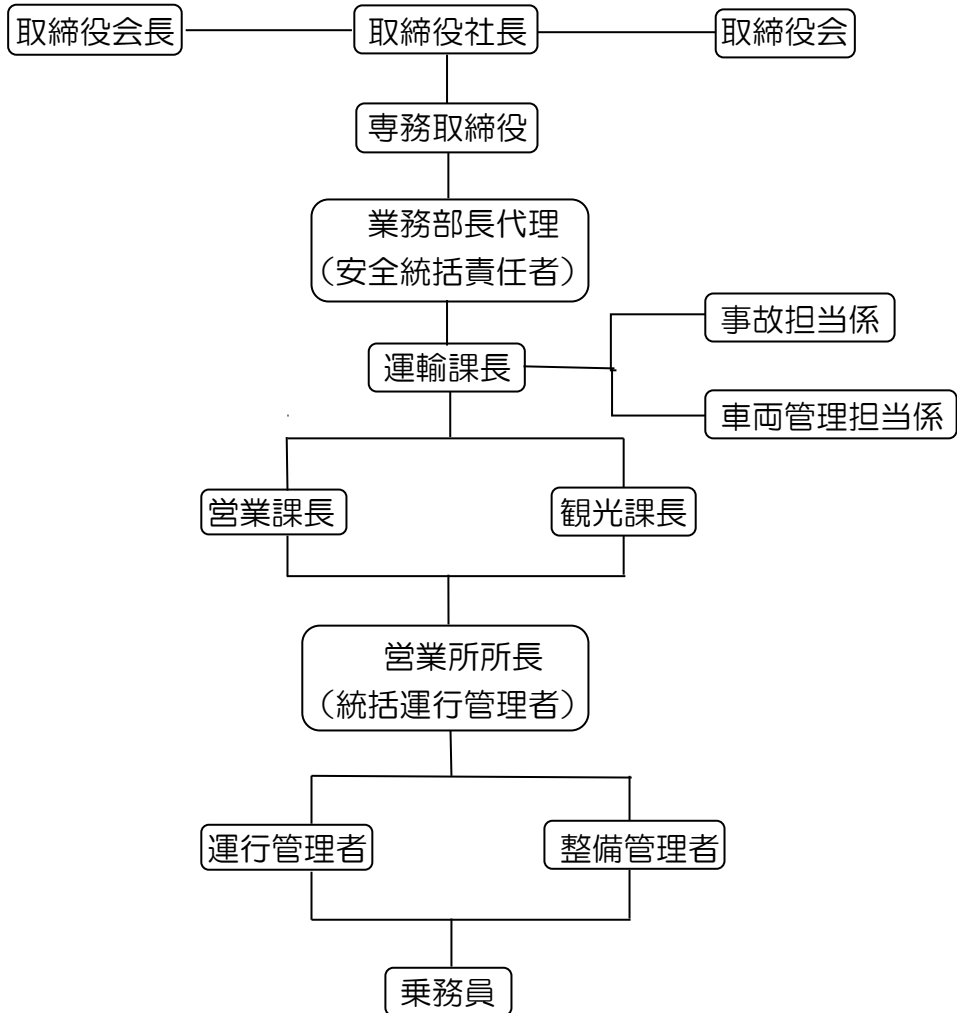 取締役会長
取締役社長
取締役会
専務取締役
業務部長代理
（安全統括責任者）
事故担当係
運輸課長
車両管理担当係
営業課長
観光課長
営業所所長
（統括運行管理者）
運行管理者
整備管理者
乗務員